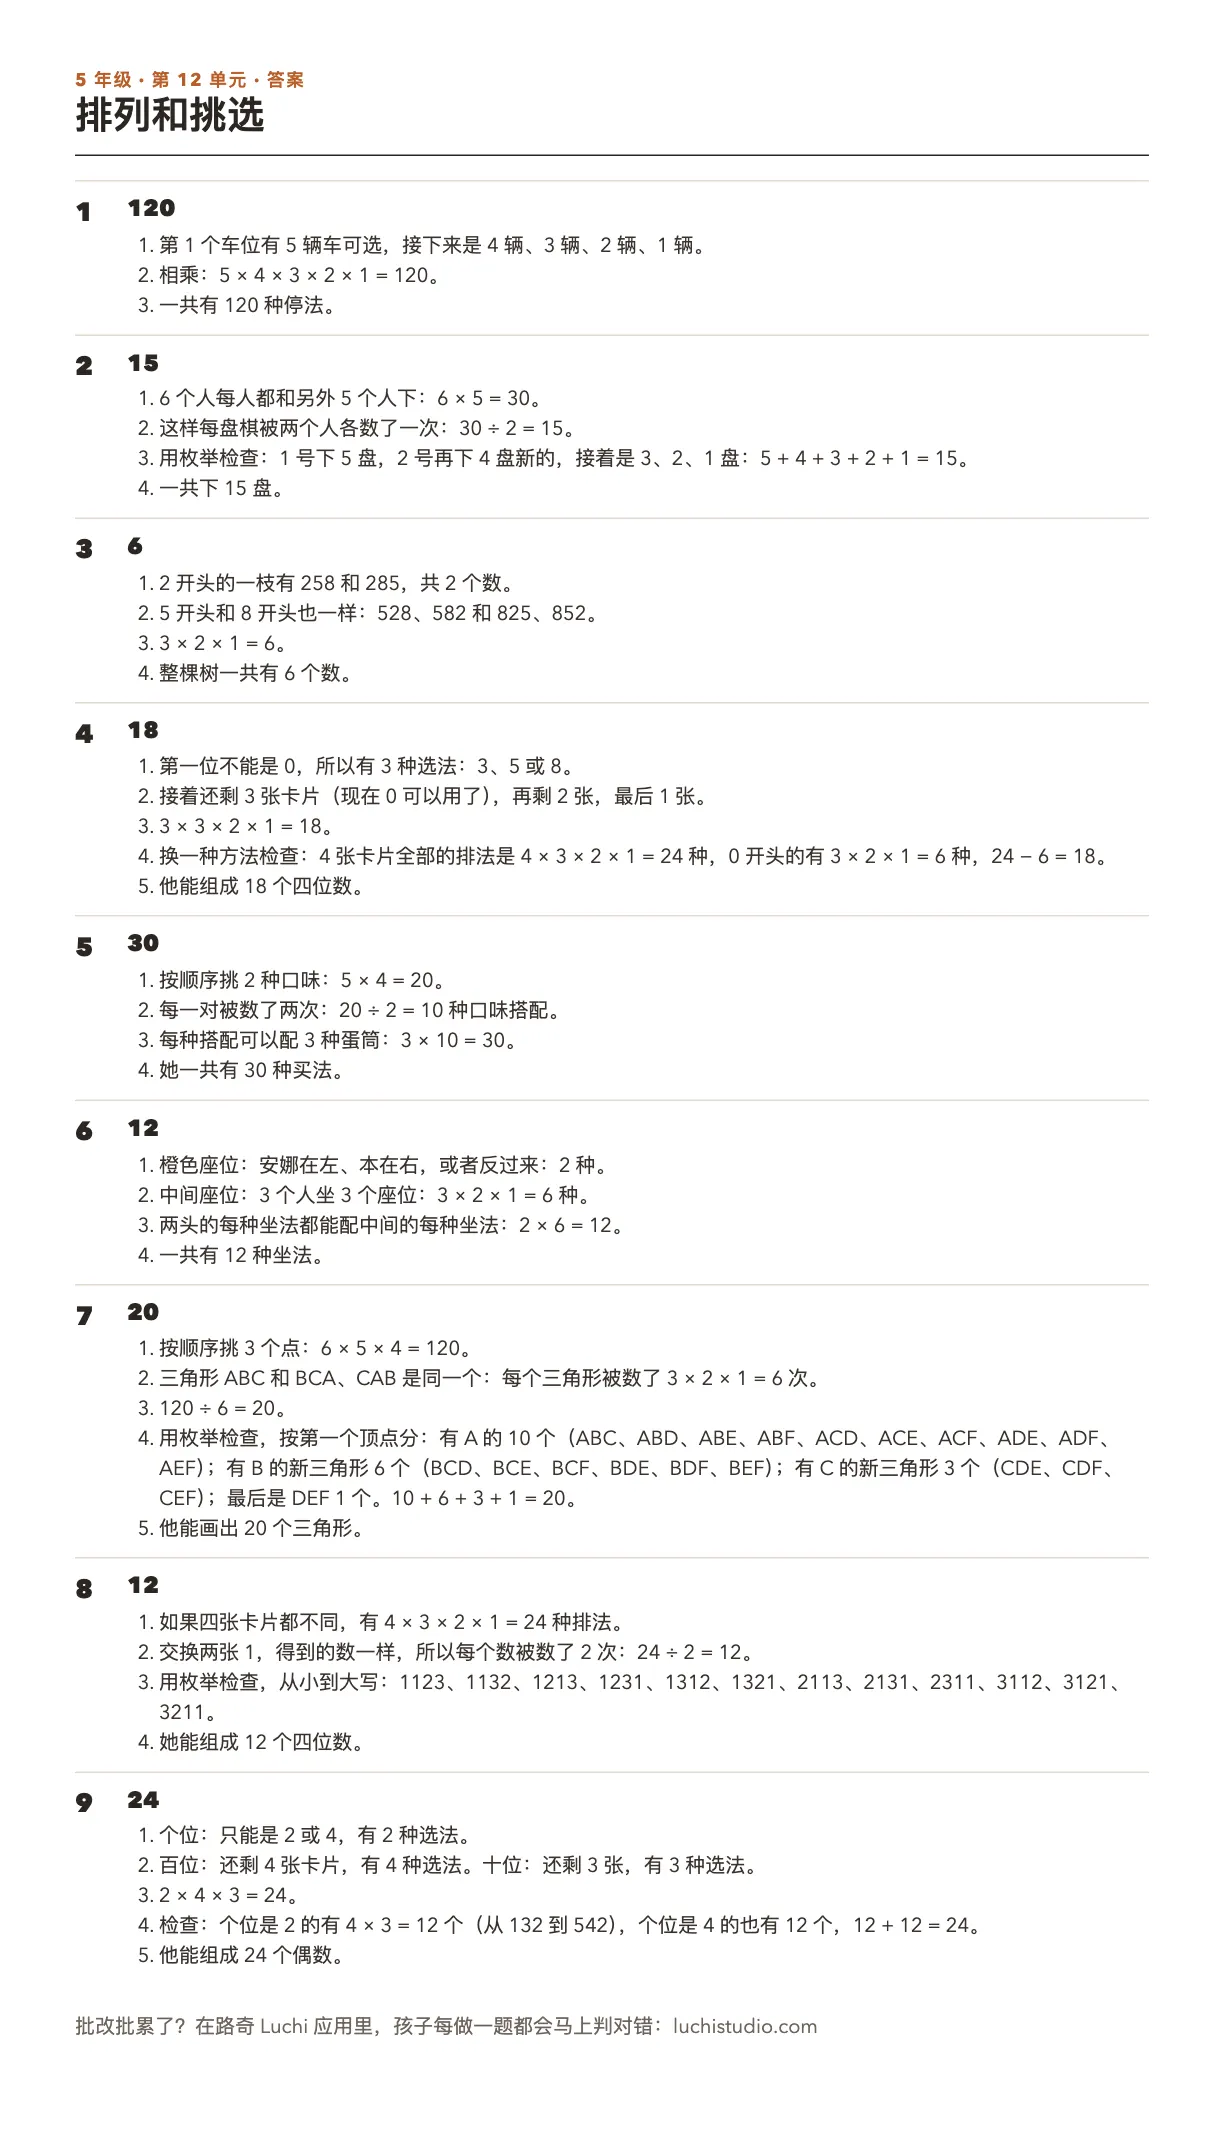 5 年级 · 第 12 单元 · 答案
排列和挑选
1 120
1. 第 1 个车位有 5 辆车可选，接下来是 4 辆、3 辆、2 辆、1 辆。
2. 相乘：5 × 4 × 3 × 2 × 1 = 120。
3. 一共有 120 种停法。
2 15
1. 6 个人每人都和另外 5 个人下：6 × 5 = 30。
2. 这样每盘棋被两个人各数了一次：30 ÷ 2 = 15。
3. 用枚举检查：1 号下 5 盘，2 号再下 4 盘新的，接着是 3、2、1 盘：5 + 4 + 3 + 2 + 1 = 15。
4. 一共下 15 盘。
3 6
1. 2 开头的一枝有 258 和 285，共 2 个数。
2. 5 开头和 8 开头也一样：528、582 和 825、852。
3. 3 × 2 × 1 = 6。
4. 整棵树一共有 6 个数。
4 18
1. 第一位不能是 0，所以有 3 种选法：3、5 或 8。
2. 接着还剩 3 张卡片（现在 0 可以用了），再剩 2 张，最后 1 张。
3. 3 × 3 × 2 × 1 = 18。
4. 换一种方法检查：4 张卡片全部的排法是 4 × 3 × 2 × 1 = 24 种，0 开头的有 3 × 2 × 1 = 6 种，24 − 6 = 18。
5. 他能组成 18 个四位数。
5 30
1. 按顺序挑 2 种口味：5 × 4 = 20。
2. 每一对被数了两次：20 ÷ 2 = 10 种口味搭配。
3. 每种搭配可以配 3 种蛋筒：3 × 10 = 30。
4. 她一共有 30 种买法。
6 12
1. 橙色座位：安娜在左、本在右，或者反过来：2 种。
2. 中间座位：3 个人坐 3 个座位：3 × 2 × 1 = 6 种。
3. 两头的每种坐法都能配中间的每种坐法：2 × 6 = 12。
4. 一共有 12 种坐法。
7 20
1. 按顺序挑 3 个点：6 × 5 × 4 = 120。
2. 三角形 ABC 和 BCA、CAB 是同一个：每个三角形被数了 3 × 2 × 1 = 6 次。
3. 120 ÷ 6 = 20。
4. 用枚举检查，按第一个顶点分：有 A 的 10 个（ABC、ABD、ABE、ABF、ACD、ACE、ACF、ADE、ADF、
AEF）；有 B 的新三角形 6 个（BCD、BCE、BCF、BDE、BDF、BEF）；有 C 的新三角形 3 个（CDE、CDF、
CEF）；最后是 DEF 1 个。10 + 6 + 3 + 1 = 20。
5. 他能画出 20 个三角形。
8 12
1. 如果四张卡片都不同，有 4 × 3 × 2 × 1 = 24 种排法。
2. 交换两张 1，得到的数一样，所以每个数被数了 2 次：24 ÷ 2 = 12。
3. 用枚举检查，从小到大写：1123、1132、1213、1231、1312、1321、2113、2131、2311、3112、3121、
3211。
4. 她能组成 12 个四位数。
9 24
1. 个位：只能是 2 或 4，有 2 种选法。
2. 百位：还剩 4 张卡片，有 4 种选法。十位：还剩 3 张，有 3 种选法。
3. 2 × 4 × 3 = 24。
4. 检查：个位是 2 的有 4 × 3 = 12 个（从 132 到 542），个位是 4 的也有 12 个，12 + 12 = 24。
5. 他能组成 24 个偶数。
批改批累了？在路奇 Luchi 应用里，孩子每做一题都会马上判对错：luchistudio.com